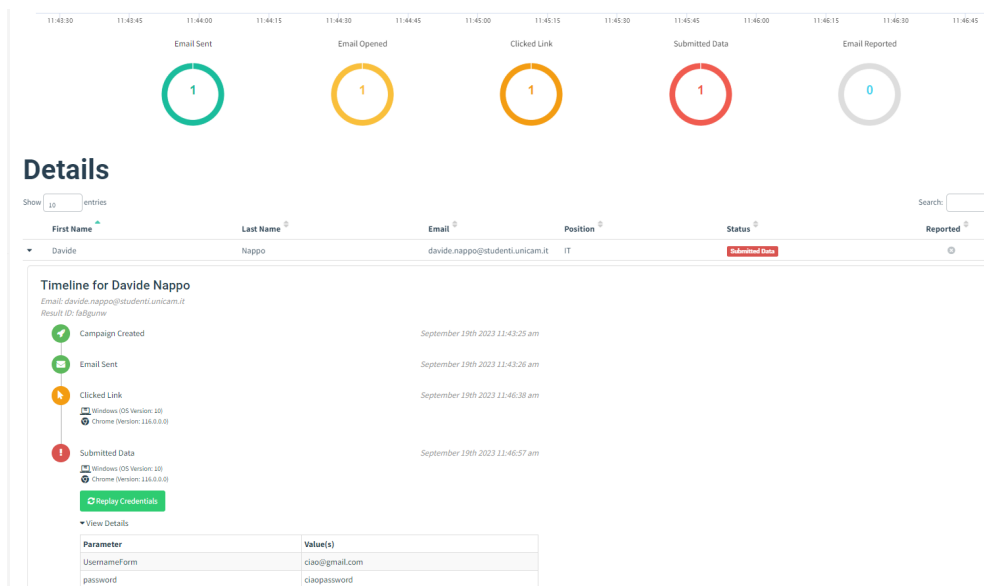 11:43:30 11:43:45 11:44:00 11:44:15 11:44:30 11:44:45 11:45:00 11:45:15 11:45:30 11:45:45 11:46:00 11:46:15 11:46:30 11:46:45
Email Sent Email Opened Clicked Link Submitted Data Email Reported
1 1 1 1 0
Details
Show 10 entries Search:
First Name Last Name Email Position Status Reported
Davide Nappo davide.nappo@studenti.unicam.it IT Submitted Data
Timeline for Davide Nappo
Email: davide.nappo@studenti.unicam.it
Result ID: faBgunw
Campaign Created September 19th 2023 11:43:25 am
Email Sent September 19th 2023 11:43:26 am
Clicked Link September 19th 2023 11:46:38 am
Windows (OS Version: 10)
Chrome (Version: 116.0.0.0)
Submitted Data September 19th 2023 11:46:57 am
Windows (OS Version: 10)
Chrome (Version: 116.0.0.0)
Replay Credentials
View Details
Parameter Value(s)
UsernameForm ciao@gmail.com
password ciaopassword